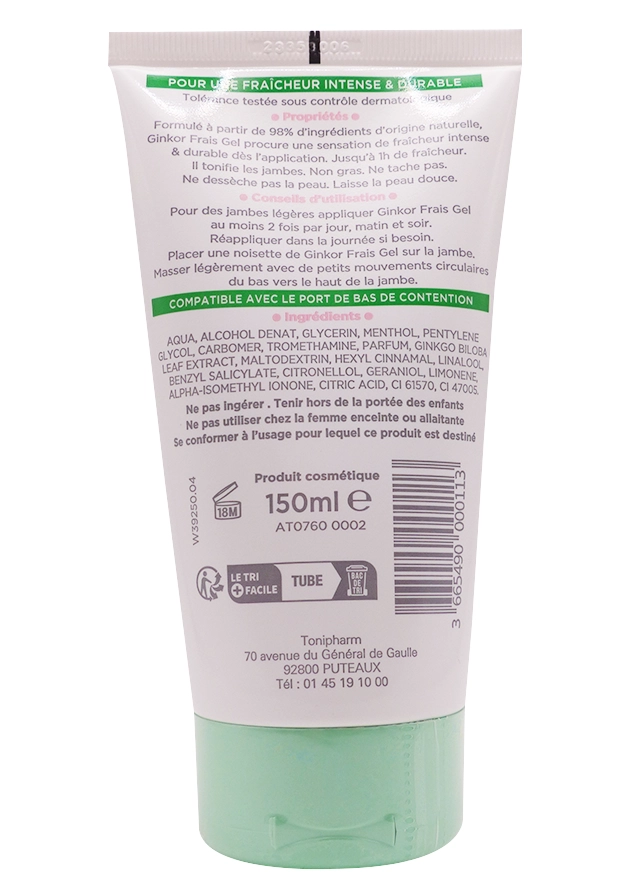 POUR UNE FRAÎCHEUR INTENSE & DURABLE
Tolérance testée sous contrôle dermatologique
Propriétés
Formulé à partir de 98% d'ingrédients d'origine naturelle,
Ginkor Frais Gel procure une sensation de fraîcheur intense
& durable dès l'application. Jusqu'à 1h de fraîcheur.
Il tonifie les jambes. Non gras. Ne tache pas.
Ne dessèche pas la peau. Laisse la peau douce.
Conseils d'utilisation
Pour des jambes légères appliquer Ginkor Frais Gel
au moins 2 fois par jour, matin et soir.
Réappliquer dans la journée si besoin.
Placer une noisette de Ginkor Frais Gel sur la jambe.
Masser légèrement avec de petits mouvements circulaires
du bas vers le haut de la jambe.
COMPATIBLE AVEC LE PORT DE BAS DE CONTENTION
Ingrédients
AQUA, ALCOHOL DENAT, GLYCERIN, MENTHOL, PENTYLENE
GLYCOL, CARBOMER, TROMETHAMINE, PARFUM, GINKGO BILOBA
LEAF EXTRACT, MALTODEXTRIN, HEXYL CINNAMAL, LINALOOL,
BENZYL SALICYLATE, CITRONELLOL, GERANIOL, LIMONENE,
ALPHA-ISOMETHYL IONONE, CITRIC ACID, CI 61570, CI 47005.
Ne pas ingérer . Tenir hors de la portée des enfants
Ne pas utiliser chez la femme enceinte ou allaitante
Se conformer à l'usage pour lequel ce produit est destiné
W39250.04
18M
Produit cosmétique
150ml e
AT0760 0002
3 665490 000113
LE TRI
+ FACILE
TUBE
BAC
DE
TRI
Tonipharm
70 avenue du Général de Gaulle
92800 PUTEAUX
Tél : 01 45 19 10 00